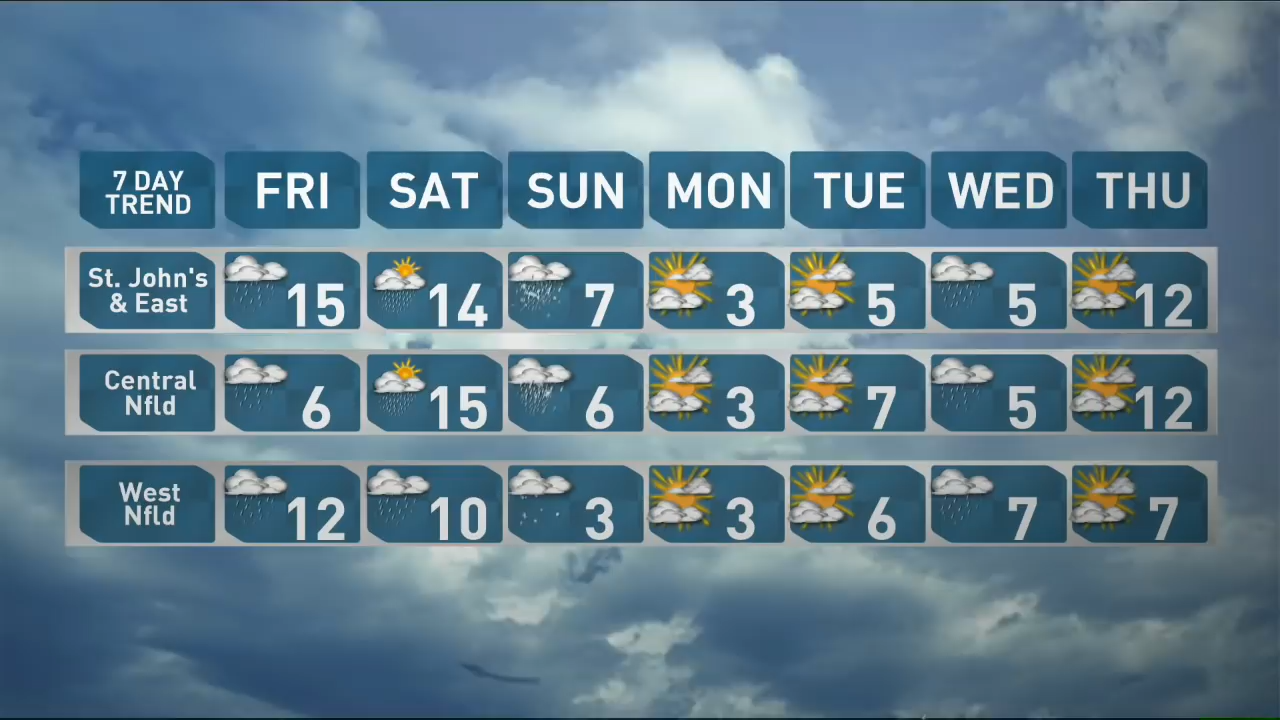 7 DAY
TREND
FRI SAT SUN MON TUE WED THU
St. John's
& East
15 14 7 3 5 5 12
Central
Nfld
6 15 6 3 7 5 12
West
Nfld
12 10 3 3 6 7 7